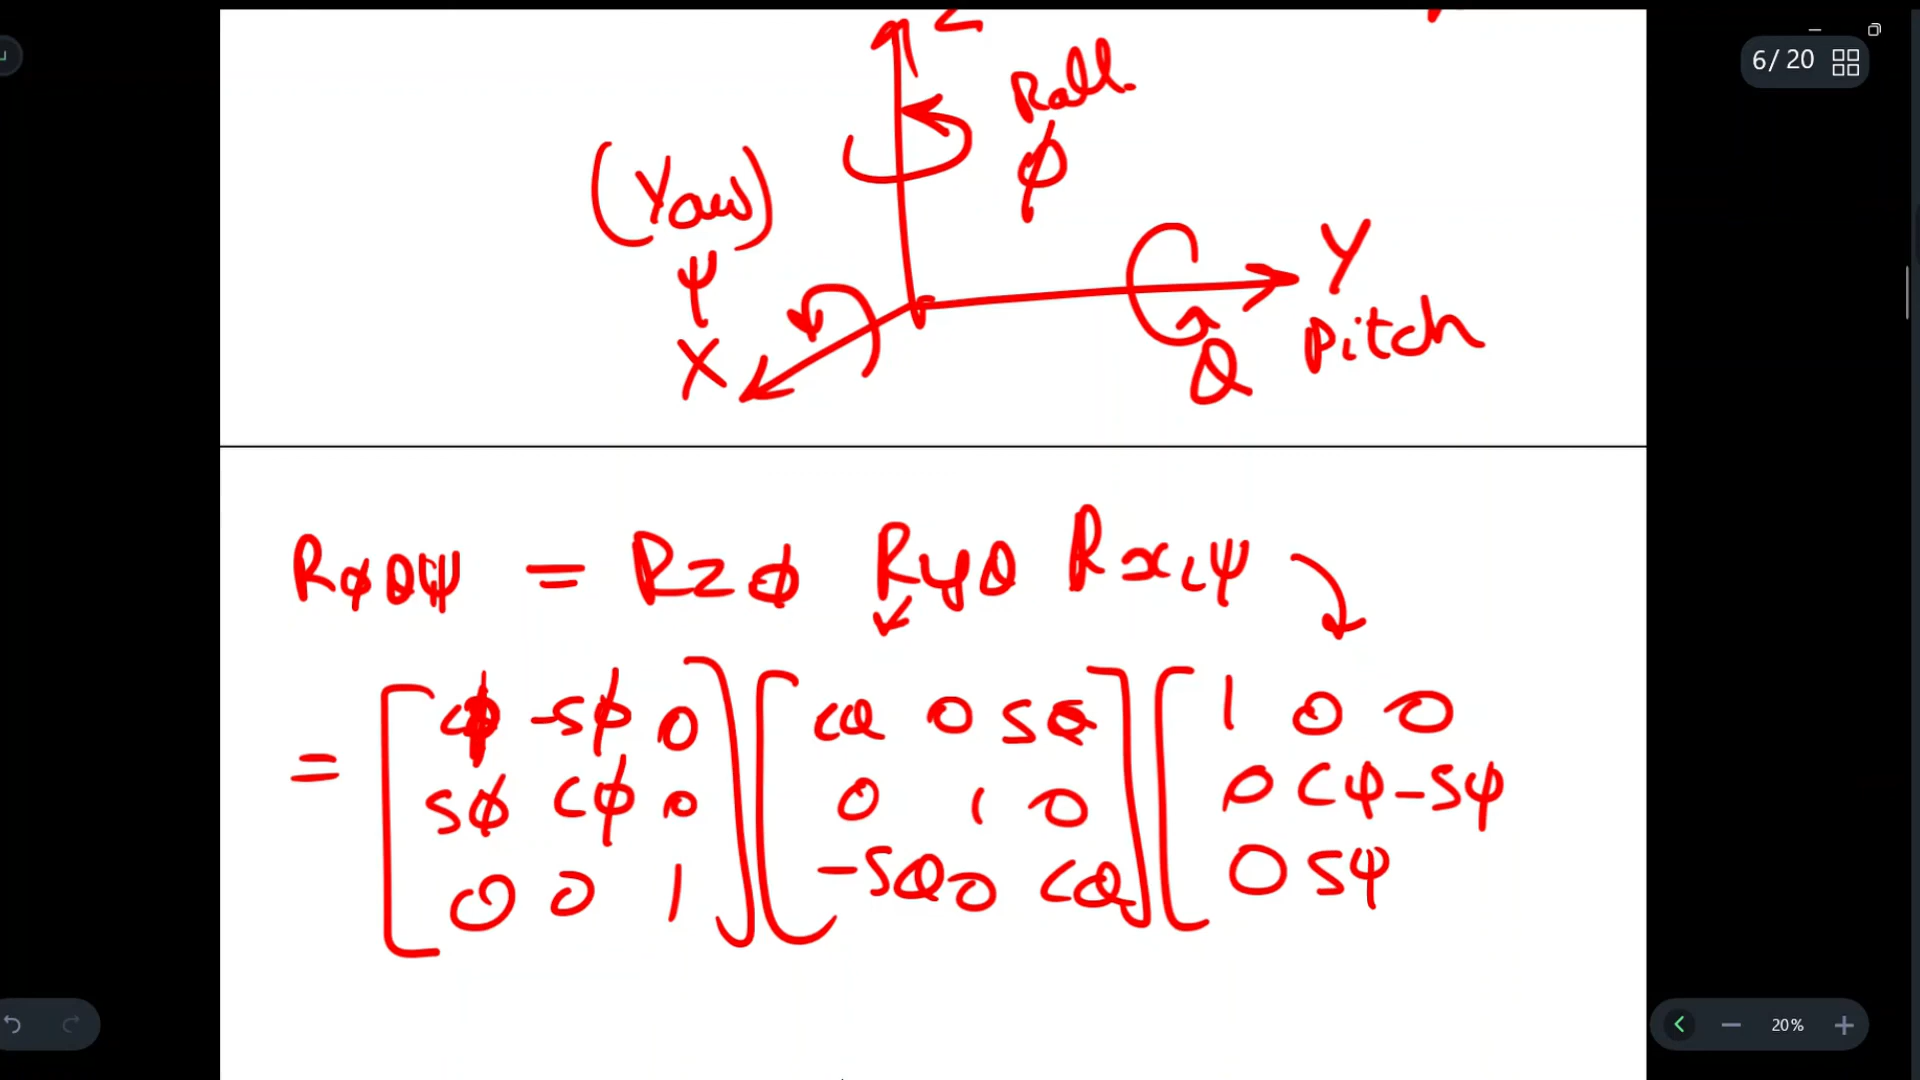 6/ 20
Roll
φ
(Yaw)
ψ
X
Y
Pitch
θ
Rφθψ = Rzφ Ryθ Rx,ψ
= [cφ -sφ 0] [cθ 0 sθ] [1 0 0
sφ cφ 0 0 1 0 0 cψ -sψ
0 0 1 -sθ 0 cθ 0 sψ
20%